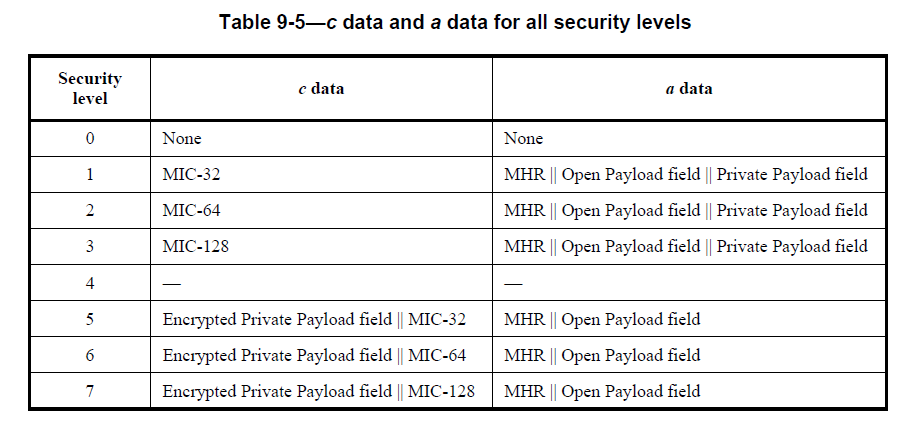 Table 9-5—c data and a data for all security levels
Security level c data a data
0 None None
1 MIC-32 MHR || Open Payload field || Private Payload field
2 MIC-64 MHR || Open Payload field || Private Payload field
3 MIC-128 MHR || Open Payload field || Private Payload field
4 — —
5 Encrypted Private Payload field || MIC-32 MHR || Open Payload field
6 Encrypted Private Payload field || MIC-64 MHR || Open Payload field
7 Encrypted Private Payload field || MIC-128 MHR || Open Payload field